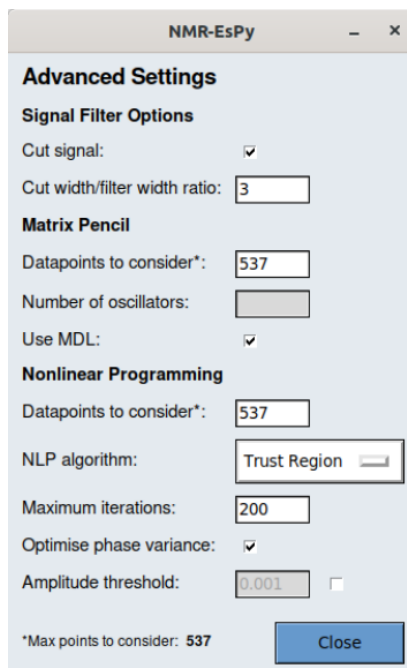 NMR-EsPy
Advanced Settings
Signal Filter Options
Cut signal:
Cut width/filter width ratio: 3
Matrix Pencil
Datapoints to consider*: 537
Number of oscillators:
Use MDL:
Nonlinear Programming
Datapoints to consider*: 537
NLP algorithm: Trust Region
Maximum iterations: 200
Optimise phase variance:
Amplitude threshold: 0.001
*Max points to consider: 537 Close